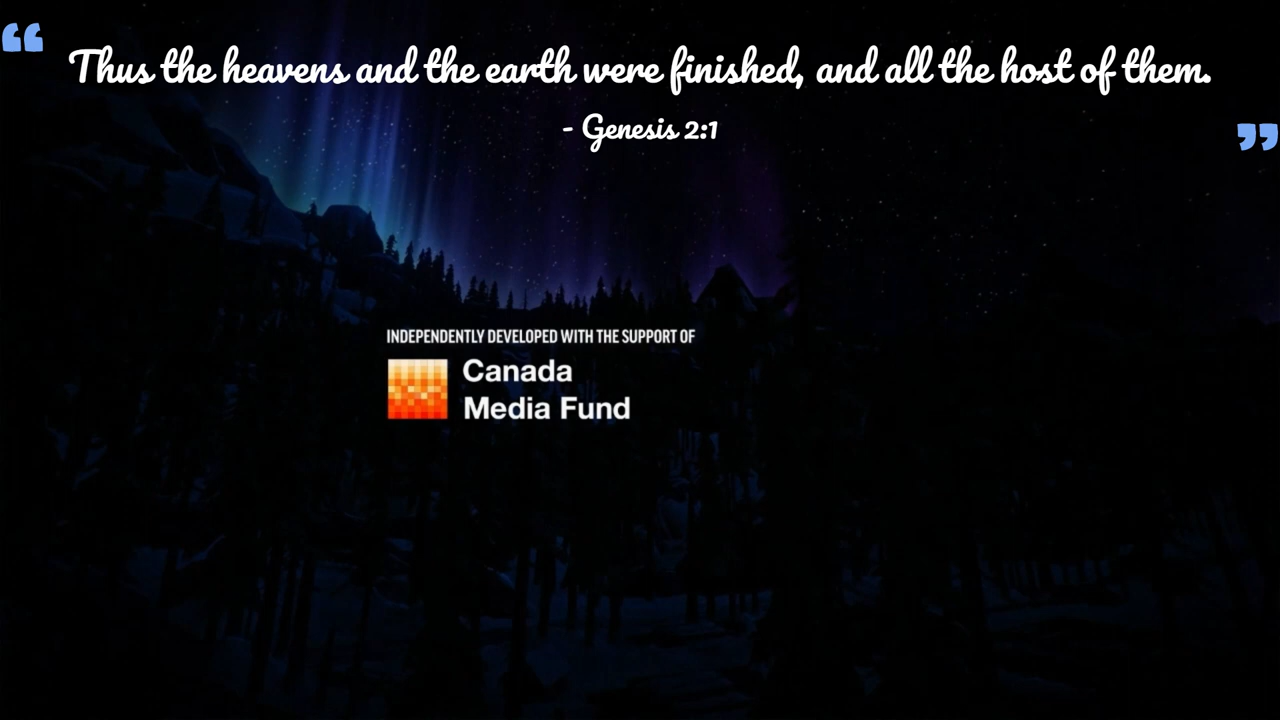 “
Thus the heavens and the earth were finished, and all the host of them.
- Genesis 2:1
”
INDEPENDENTLY DEVELOPED WITH THE SUPPORT OF
Canada
Media Fund